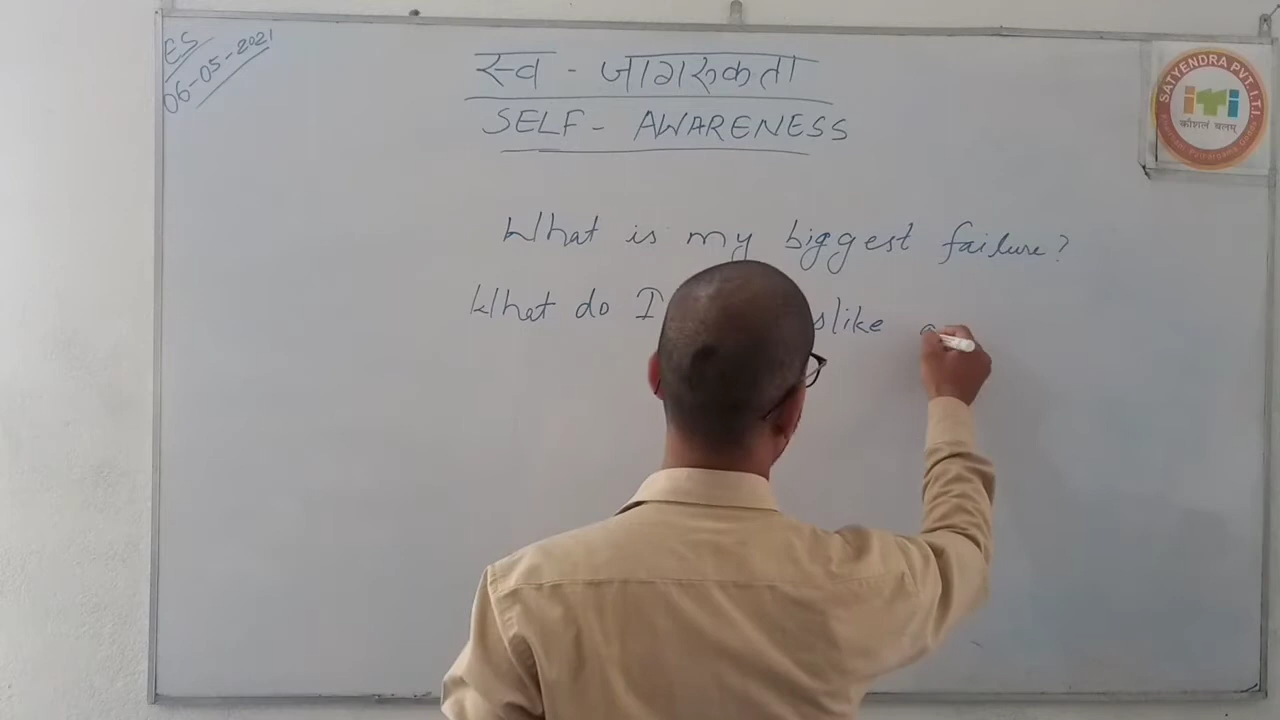 ES
06-05-2021
स्व - जागरुकता
SELF - AWARENESS
What is my biggest failure?
What do I slike a
SATYENDRA PVT. I.T.I.
iTi
कौशलं बलम्